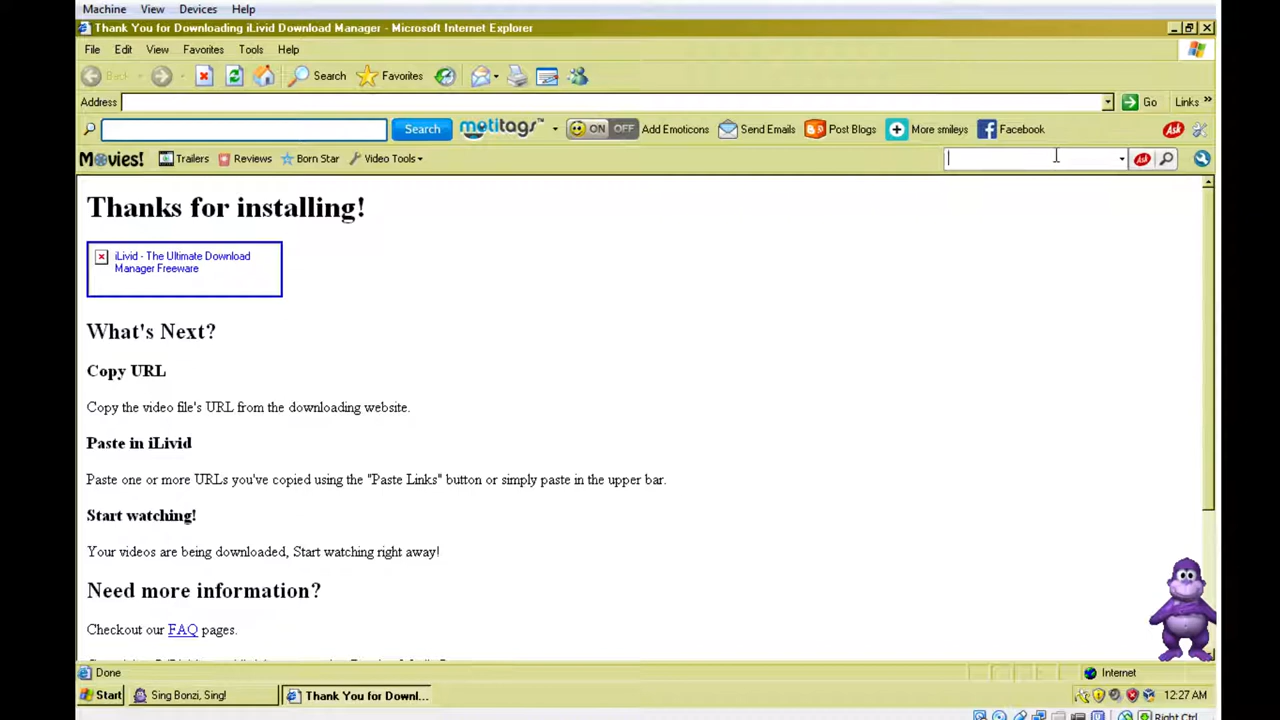 Machine View Devices Help
Thank You for Downloading iLivid Download Manager - Microsoft Internet Explorer
File Edit View Favorites Tools Help
Back Search Favorites
Address Go Links »
Search metitags™ ON OFF Add Emoticons Send Emails Post Blogs More smileys Facebook Ask
Movies! Trailers Reviews Born Star Video Tools Ask
Thanks for installing!
iLivid - The Ultimate Download
Manager Freeware
What's Next?
Copy URL
Copy the video file's URL from the downloading website.
Paste in iLivid
Paste one or more URLs you've copied using the "Paste Links" button or simply paste in the upper bar.
Start watching!
Your videos are being downloaded, Start watching right away!
Need more information?
Checkout our FAQ pages.
Done Internet
Start Sing Bonzi, Sing! Thank You for Downl... 12:27 AM
Right Ctrl